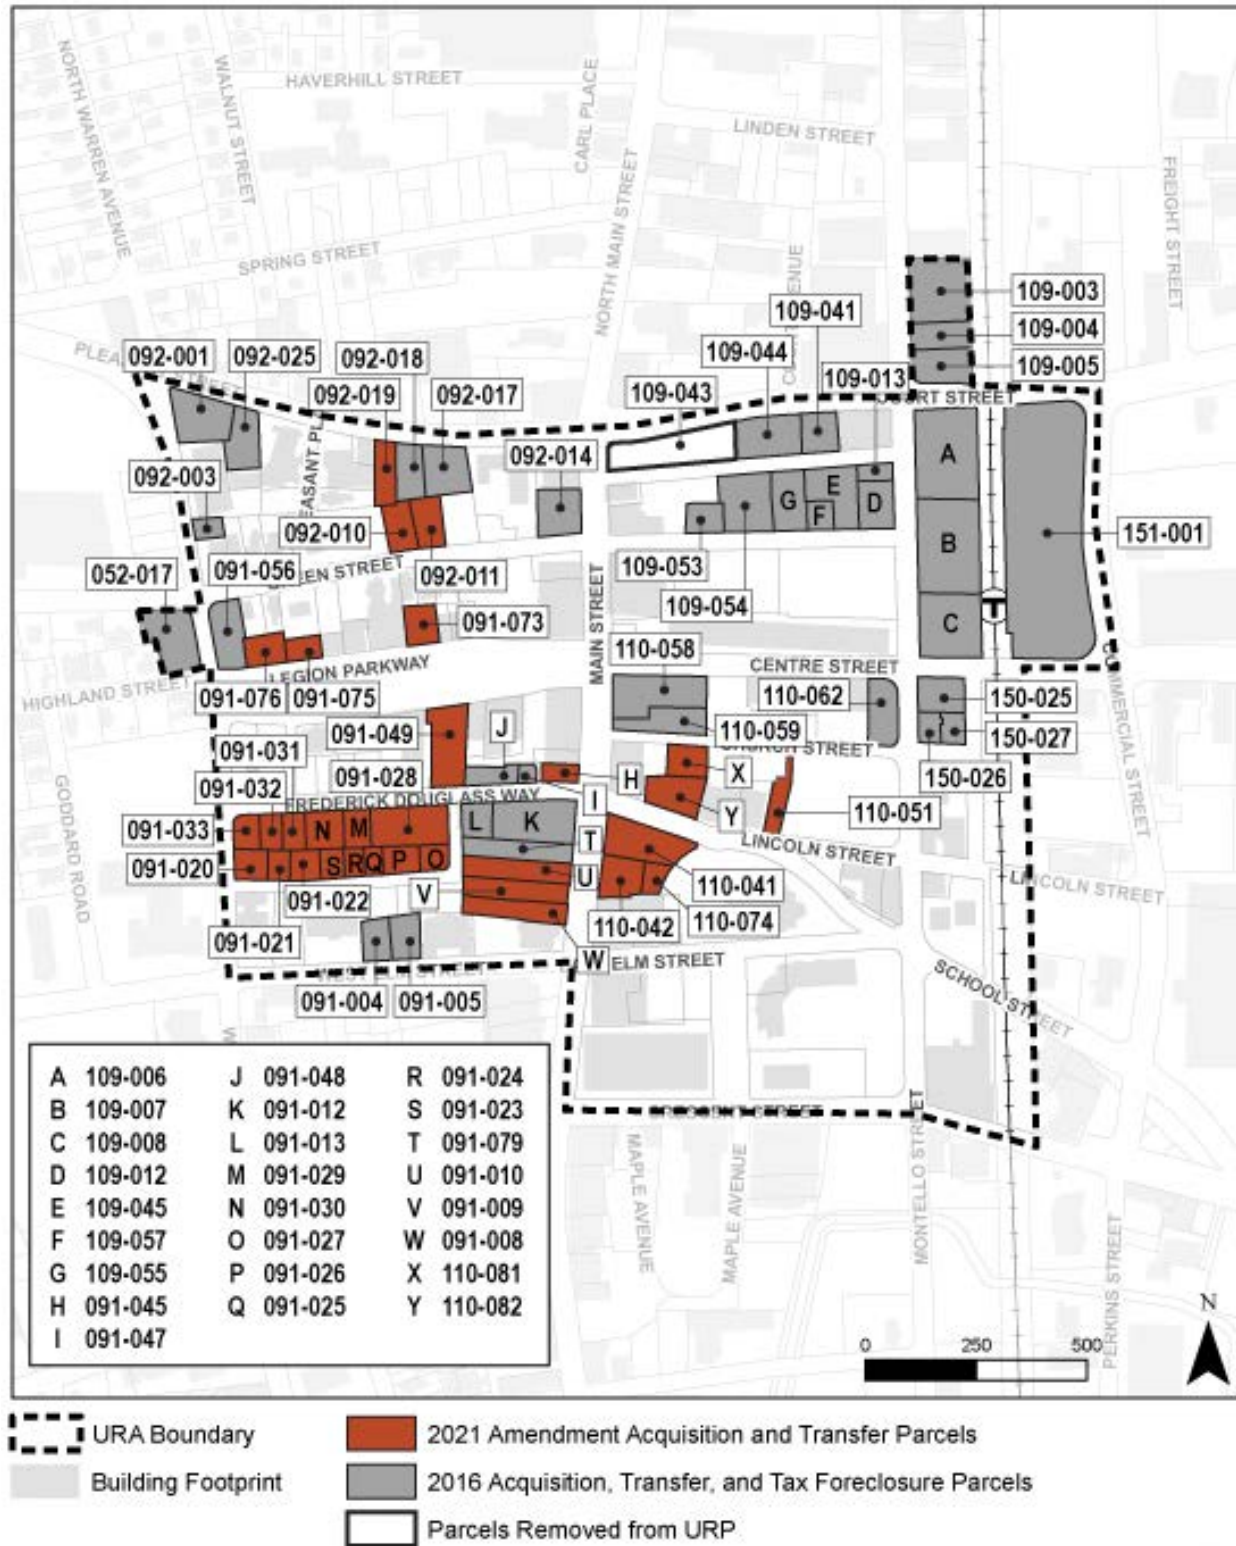 HAVERHILL STREET
NORTH WARREN AVENUE
WALNUT STREET
CARL PLACE
LINDEN STREET
FREIGHT STREET
SPRING STREET
NORTH MAIN STREET
109-003
109-041
109-004
092-001
092-025
092-018
109-044
109-005
092-019
092-017
109-043
109-013
COURT STREET
092-014
A
092-003
E
G
D
F
092-010
151-001
B
052-017
091-056
GREEN STREET
092-011
109-053
MAIN STREET
109-054
T
091-073
C
110-058
CENTRE STREET
LEGION PARKWAY
HIGHLAND STREET
COMMERCIAL STREET
091-076
091-075
110-062
150-025
091-049
J
110-059
150-027
091-031
CHURCH STREET
091-028
H
X
150-026
091-032
FREDERICK DOUGLASS WAY
I
Y
110-051
091-033
N
M
L
K
T
LINCOLN STREET
091-020
S
R
Q
P
O
U
110-041
LINCOLN STREET
091-022
V
110-042
110-074
091-021
GODDARD ROAD
W
ELM STREET
WEST ELM STREET
SCHOOL STREET
091-004
091-005
A 109-006
B 109-007
C 109-008
D 109-012
E 109-045
F 109-057
G 109-055
H 091-045
I 091-047
J 091-048
K 091-012
L 091-013
M 091-029
N 091-030
O 091-027
P 091-026
Q 091-025
R 091-024
S 091-023
T 091-079
U 091-010
V 091-009
W 091-008
X 110-081
Y 110-082
MAPLE AVENUE
MAPLE AVENUE
MONTELLO STREET
PERKINS STREET
N
0 250 500
URA Boundary
Building Footprint
2021 Amendment Acquisition and Transfer Parcels
2016 Acquisition, Transfer, and Tax Foreclosure Parcels
Parcels Removed from URP